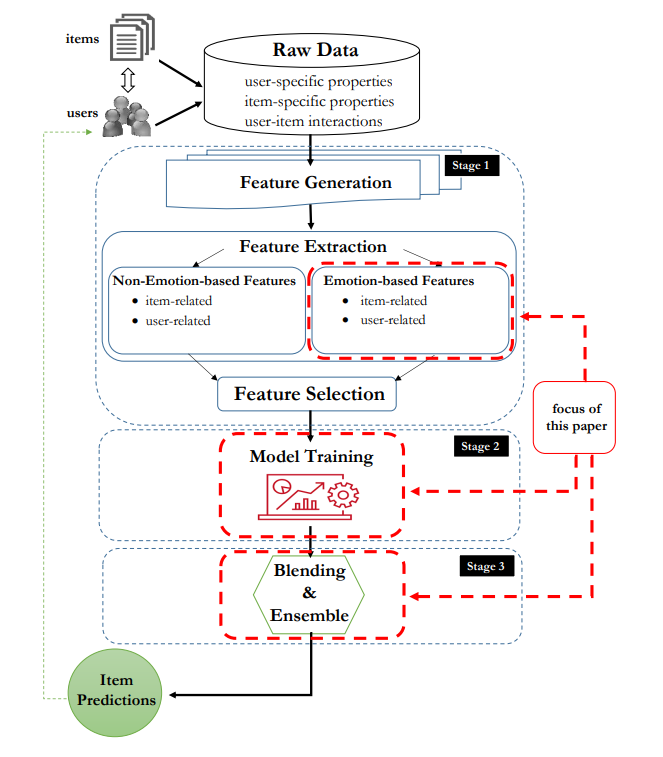 items
users
Raw Data
user-specific properties
item-specific properties
user-item interactions
Stage 1
Feature Generation
Feature Extraction
Non-Emotion-based Features
• item-related
• user-related
Emotion-based Features
• item-related
• user-related
Feature Selection
focus of
this paper
Stage 2
Model Training
Stage 3
Blending
&
Ensemble
Item
Predictions